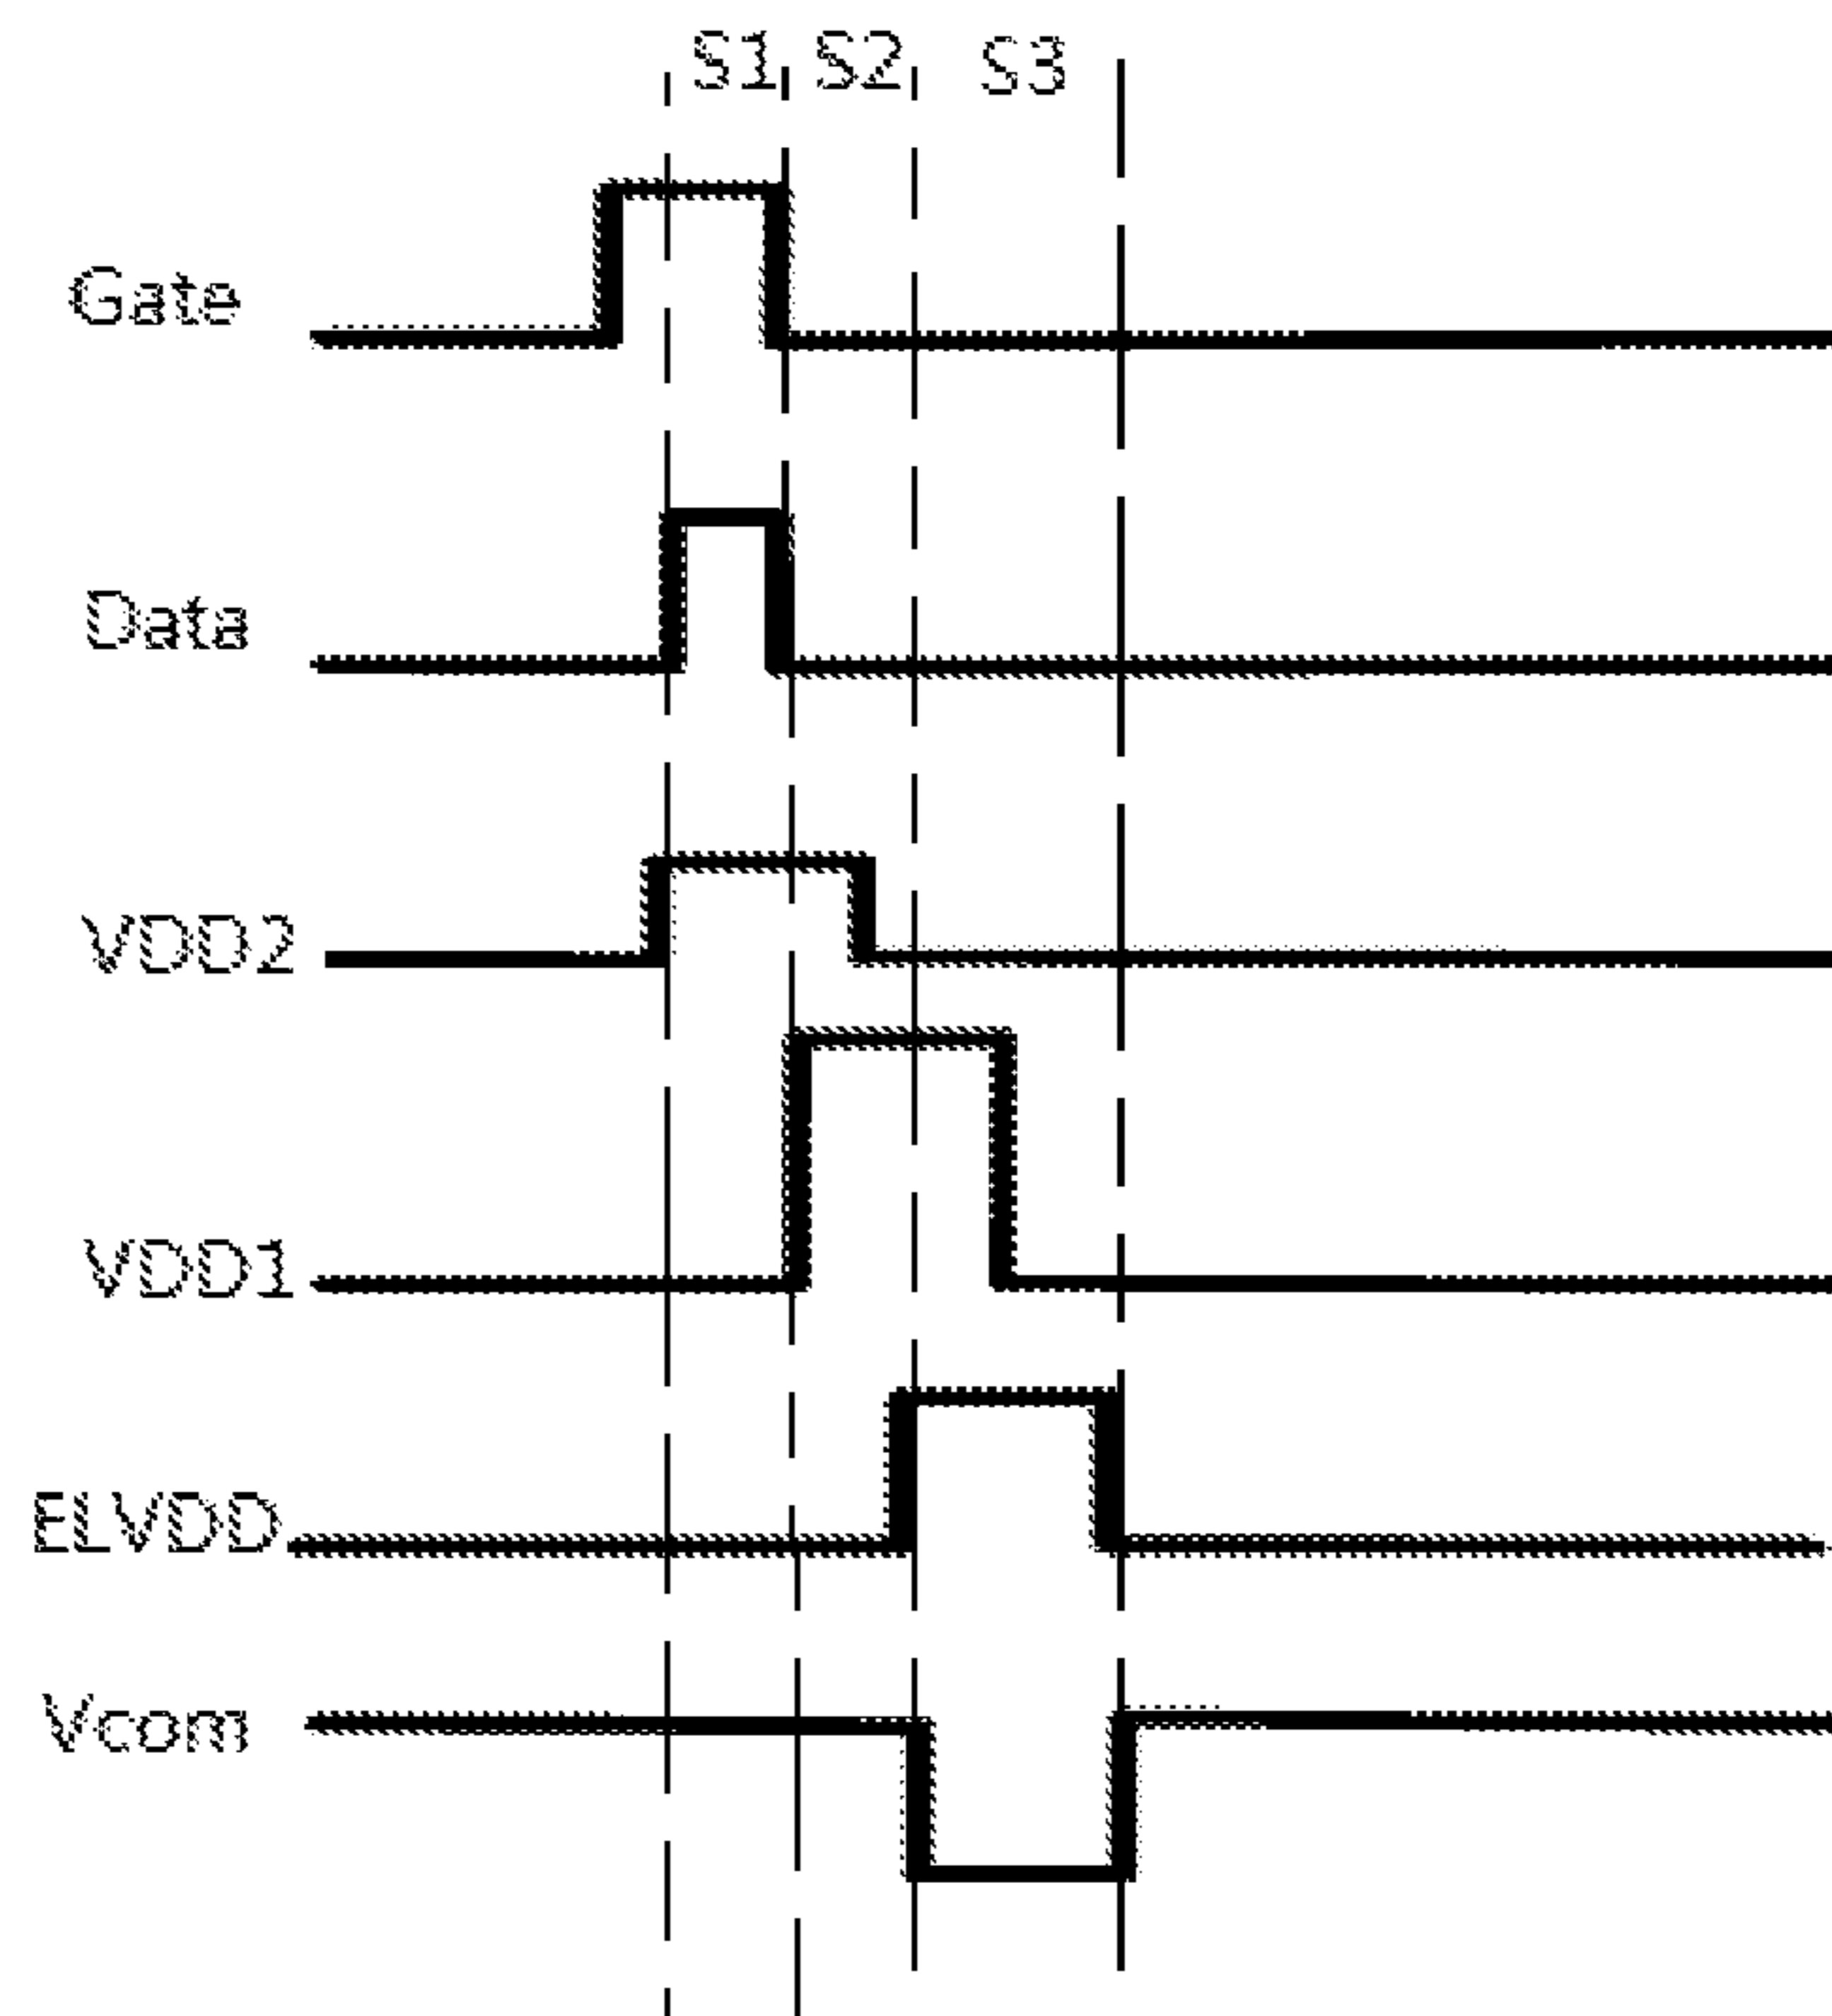 S1 S2 S3
Gate
Data
VDD2
VDD1
ELVDD
Vcom